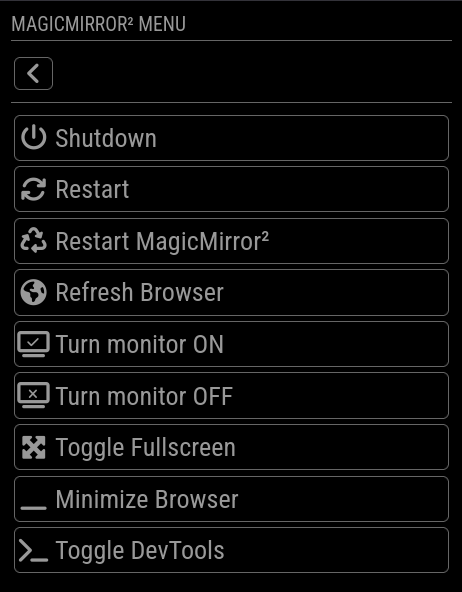 MAGICMIRROR² MENU
Shutdown
Restart
Restart MagicMirror²
Refresh Browser
Turn monitor ON
Turn monitor OFF
Toggle Fullscreen
Minimize Browser
Toggle DevTools